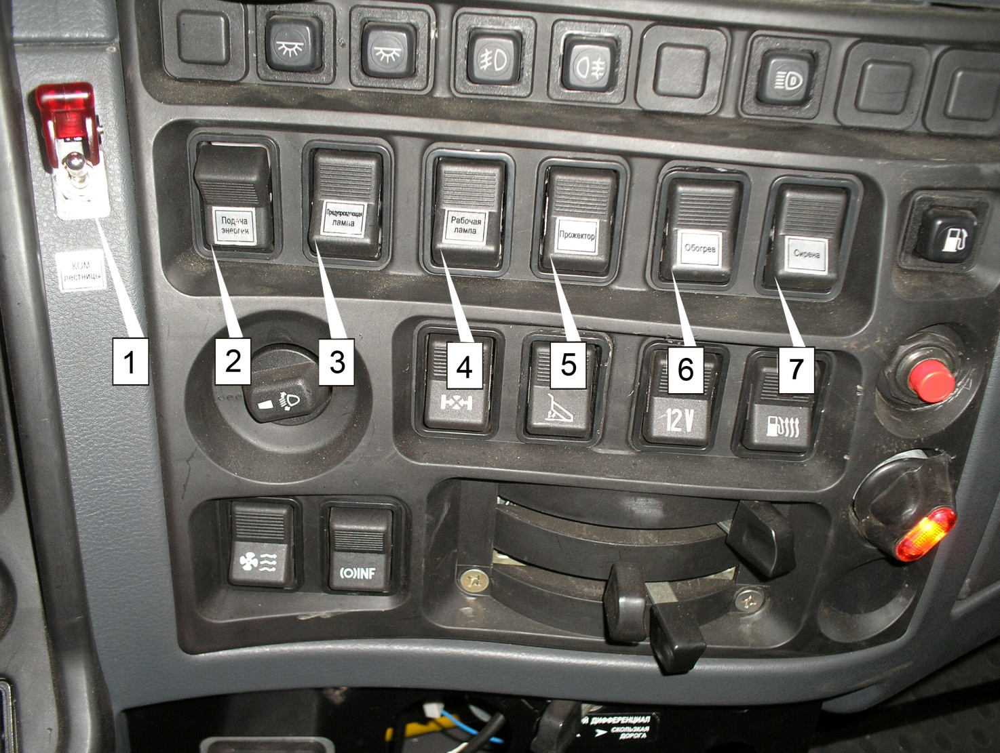 Подача
энергии
Предупреждающая
лампа
Рабочая
лампа
Прожектор
Обогрев
Сирена
КОМ
лестницы
1
2
3
4
5
6
7
12V
(O)INF
Й ДИФФЕРЕНЦИАЛ
СКОЛЬЗКАЯ
ДОРОГА